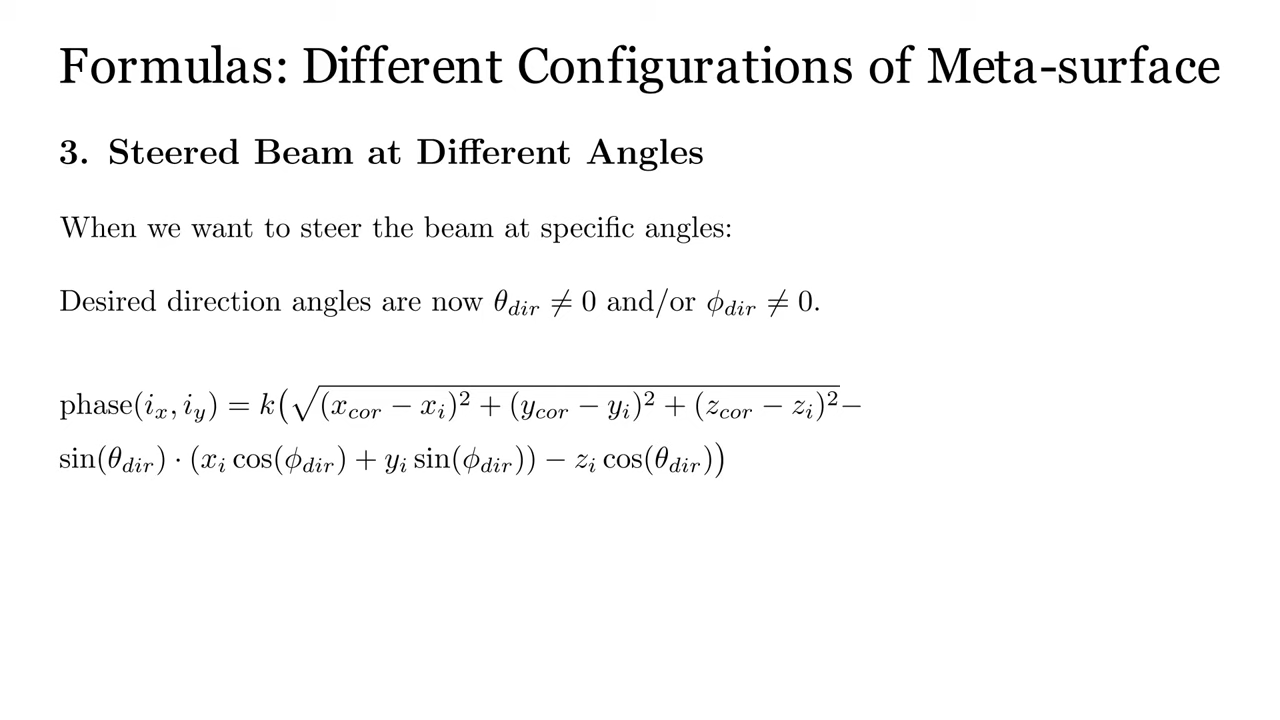 Formulas: Different Configurations of Meta-surface
3. Steered Beam at Different Angles
When we want to steer the beam at specific angles:
Desired direction angles are now θ_dir ≠ 0 and/or ϕ_dir ≠ 0.
phase(i_x, i_y) = k(√((x_cor − x_i)² + (y_cor − y_i)² + (z_cor − z_i)²)−
sin(θ_dir) · (x_i cos(ϕ_dir) + y_i sin(ϕ_dir)) − z_i cos(θ_dir))